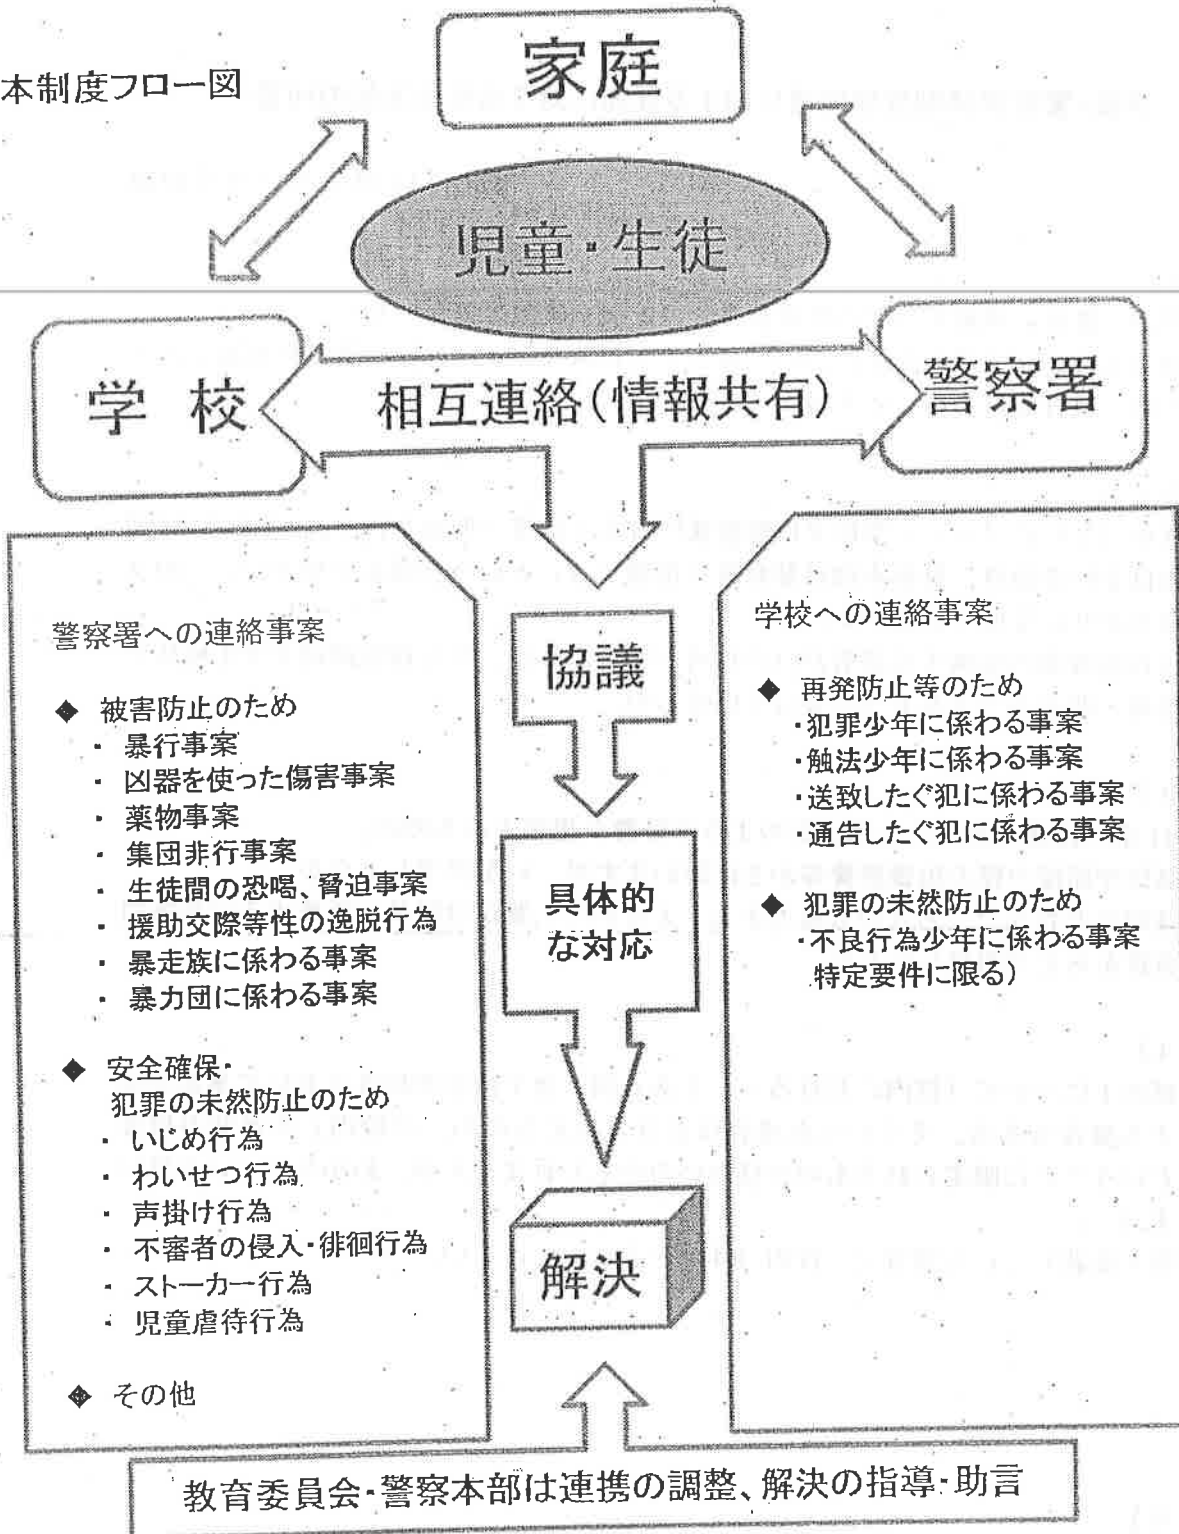 本制度フロー図
家庭
児童・生徒
学 校
相互連絡(情報共有)
警察署
警察署への連絡事案
◆ 被害防止のため
・ 暴行事案
・ 凶器を使った傷害事案
・ 薬物事案
・ 集団非行事案
・ 生徒間の恐喝、脅迫事案
・ 援助交際等性の逸脱行為
・ 暴走族に係わる事案
・ 暴力団に係わる事案
◆ 安全確保・
犯罪の未然防止のため
・ いじめ行為
・ わいせつ行為
・ 声掛け行為
・ 不審者の侵入・徘徊行為
・ ストーカー行為
・ 児童虐待行為
◆ その他
協議
具体的
な対応
解決
学校への連絡事案
◆ 再発防止等のため
・犯罪少年に係わる事案
・触法少年に係わる事案
・送致したぐ犯に係わる事案
・通告したぐ犯に係わる事案
◆ 犯罪の未然防止のため
・不良行為少年に係わる事案
特定要件に限る)
教育委員会・警察本部は連携の調整、解決の指導・助言